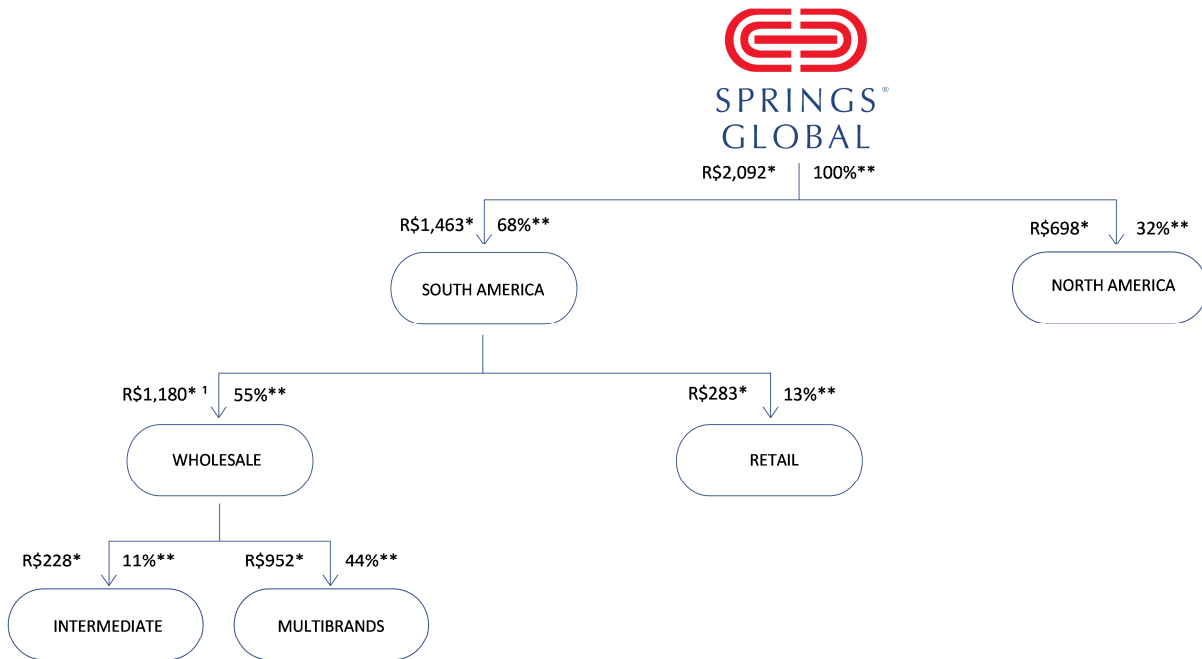 SPRINGS®
GLOBAL
R$2,092* 100%**
R$1,463* 68%**
R$698* 32%**
SOUTH AMERICA
NORTH AMERICA
R$1,180* ¹ 55%**
R$283* 13%**
WHOLESALE
RETAIL
R$228* 11%**
R$952* 44%**
INTERMEDIATE
MULTIBRANDS